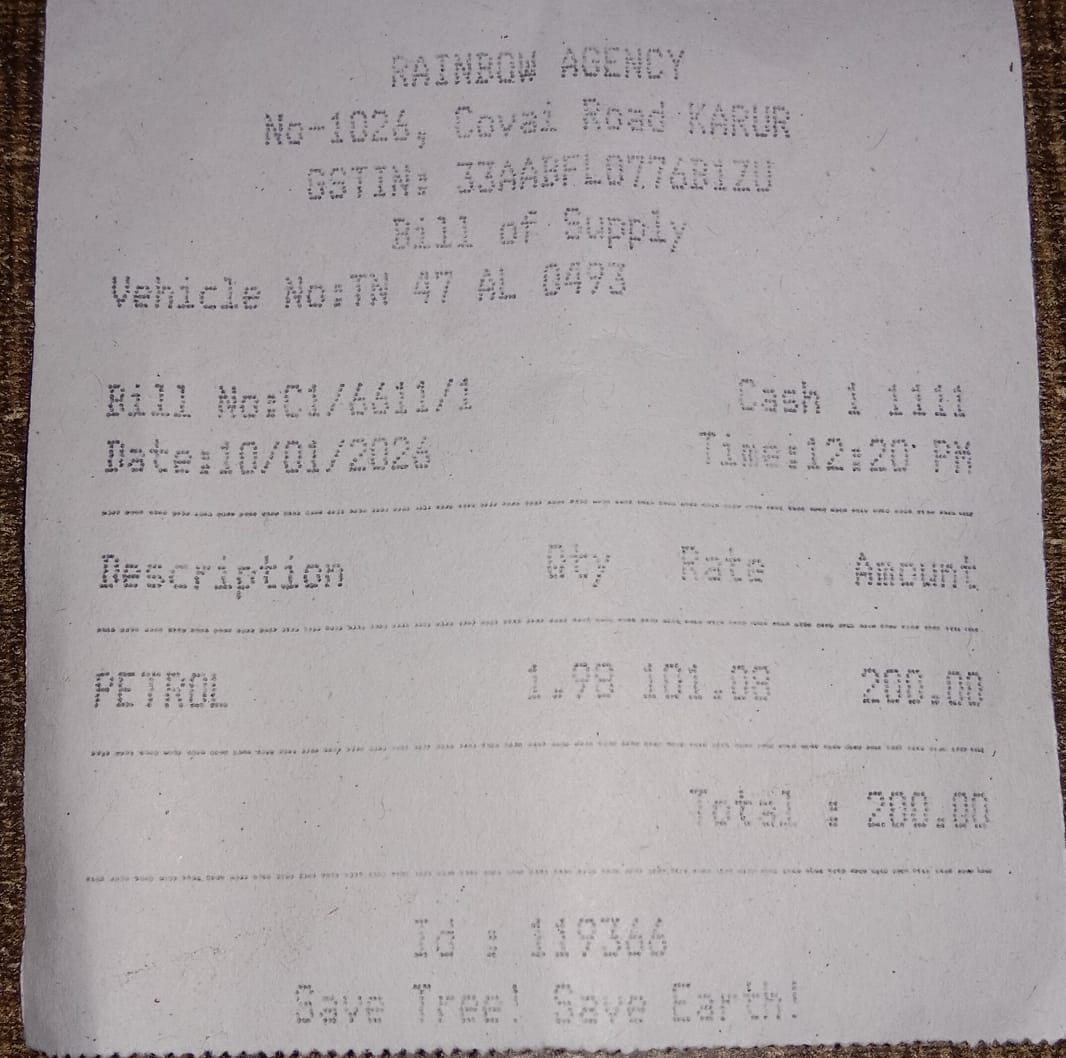 RAINBOW AGENCY
No-1026, Covai Road KARUR
GSTIN: 33AABFL0776B1ZU
Bill of Supply
Vehicle No:TN 47 AL 0493
Bill No:C1/6611/1 Cash 1 1111
Date:10/01/2026 Time:12:20 PM
Description Qty Rate Amount
PETROL 1.98 101.08 200.00
Total : 200.00
Id : 119366
Save Tree! Save Earth!